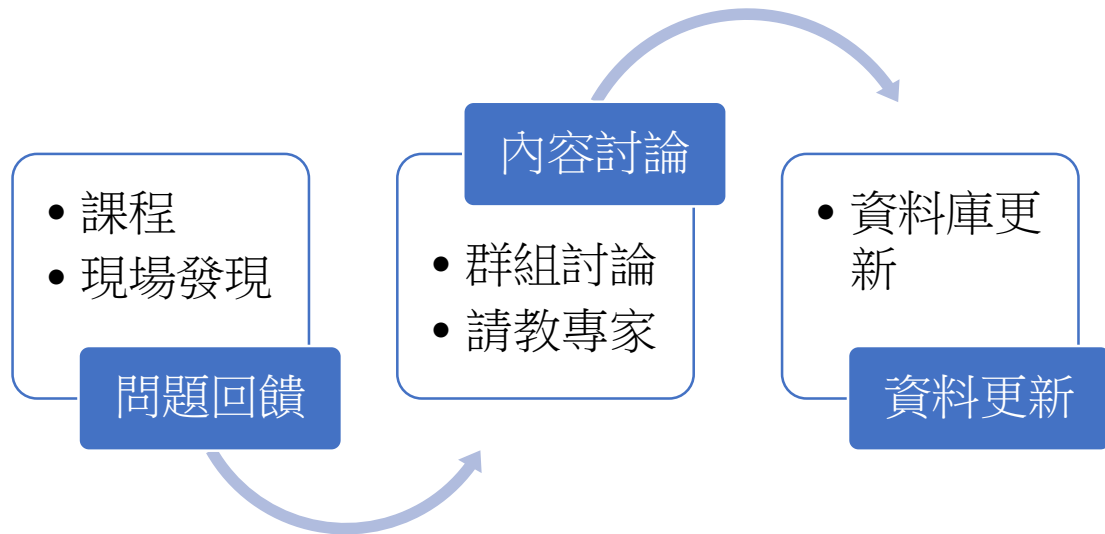 • 課程
• 現場發現
問題回饋
內容討論
• 群組討論
• 請教專家
• 資料庫更
新
資料更新